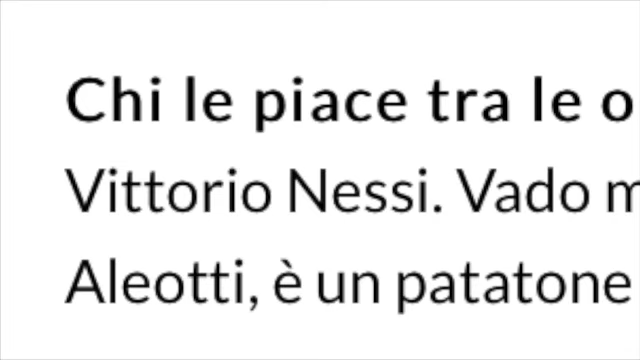 Chi le piace tra le o
Vittorio Nessi. Vado m
Aleotti, è un patatone